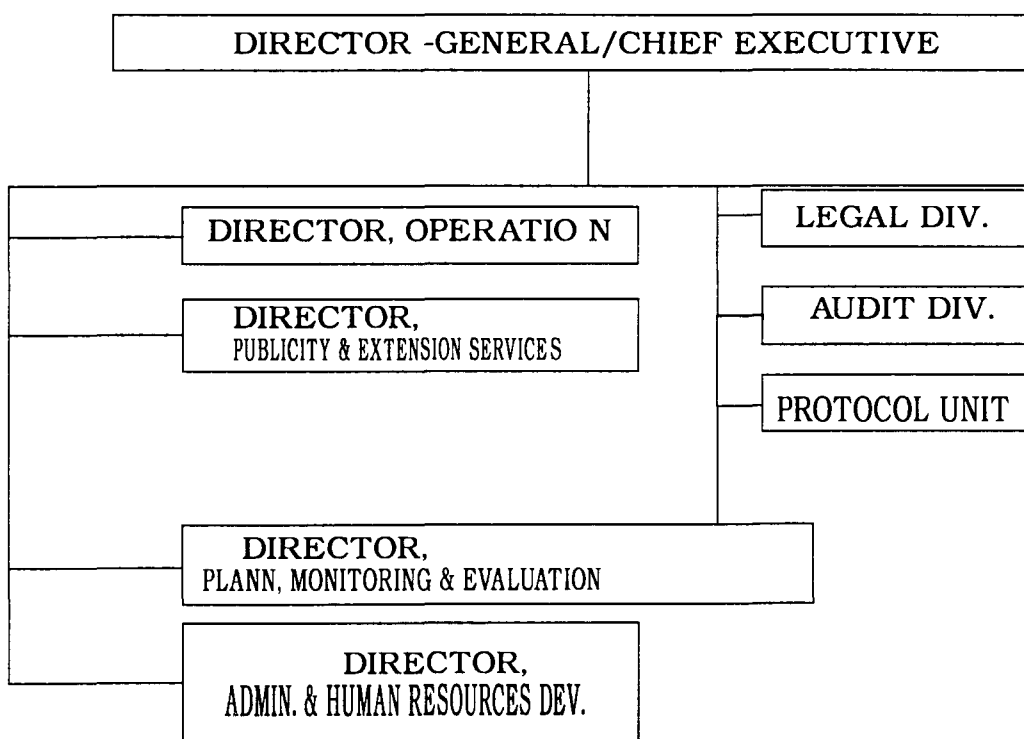 DIRECTOR -GENERAL/CHIEF EXECUTIVE
DIRECTOR, OPERATIO N
LEGAL DIV.
DIRECTOR,
PUBLICITY & EXTENSION SERVICES
AUDIT DIV.
PROTOCOL UNIT
DIRECTOR,
PLANN, MONITORING & EVALUATION
DIRECTOR,
ADMIN. & HUMAN RESOURCES DEV.